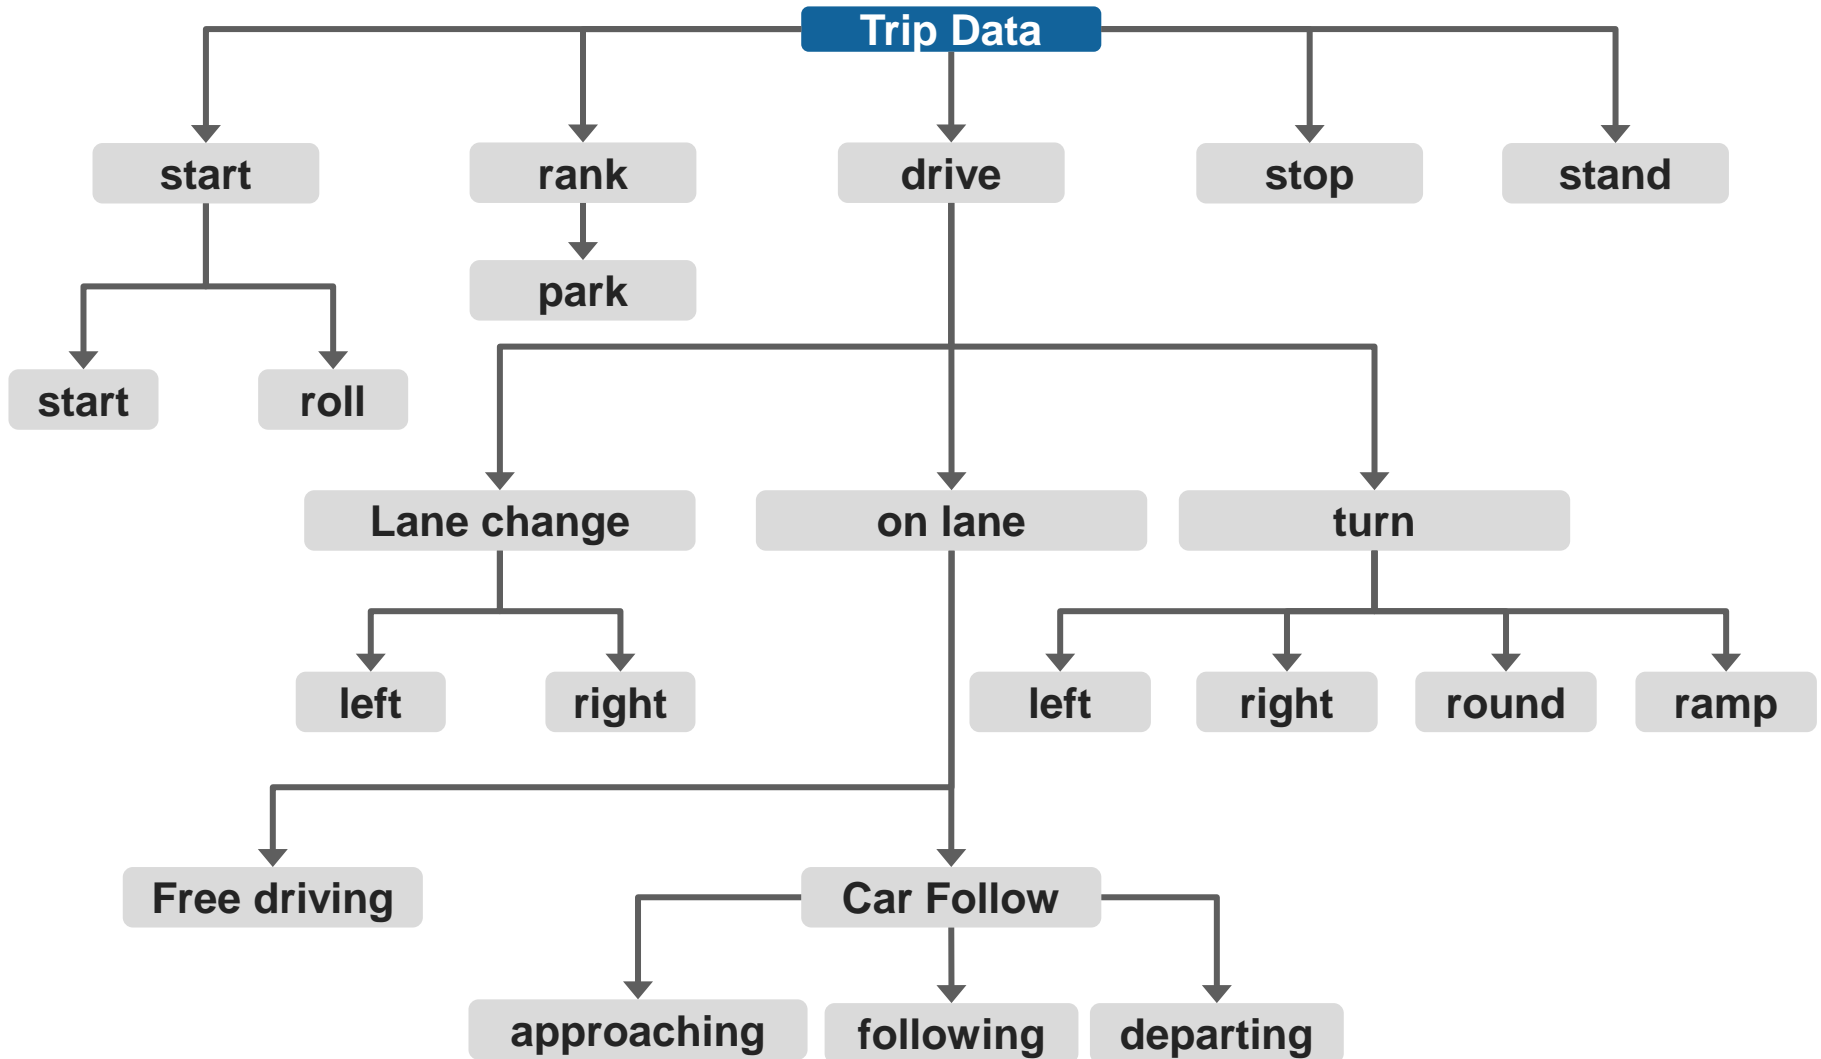 Trip Data
start
rank
drive
stop
stand
park
start
roll
Lane change
on lane
turn
left
right
left
right
round
ramp
Free driving
Car Follow
approaching
following
departing